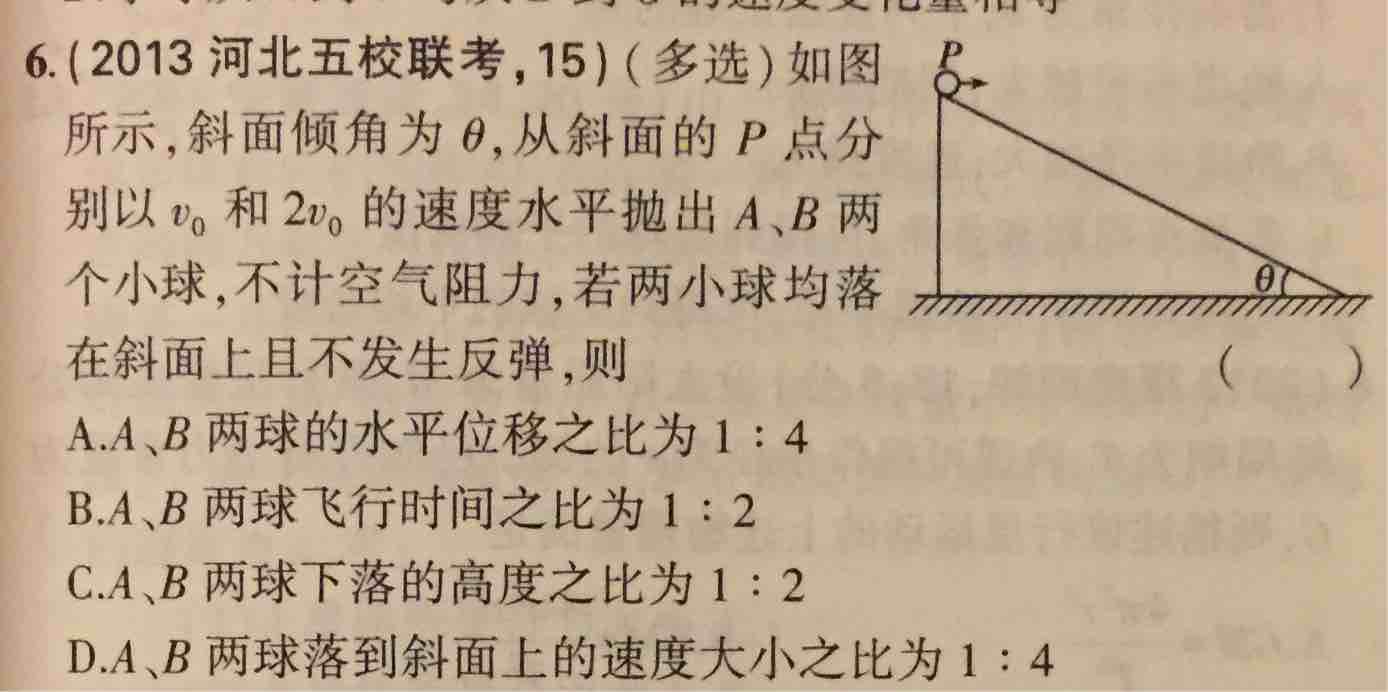 6.(2013 河北五校联考,15)(多选)如图
所示,斜面倾角为 θ,从斜面的 P 点分
别以 v₀ 和 2v₀ 的速度水平抛出 A、B 两
个小球,不计空气阻力,若两小球均落
在斜面上且不发生反弹,则 ( )
A.A、B 两球的水平位移之比为 1∶4
B.A、B 两球飞行时间之比为 1∶2
C.A、B 两球下落的高度之比为 1∶2
D.A、B 两球落到斜面上的速度大小之比为 1∶4
P
θ